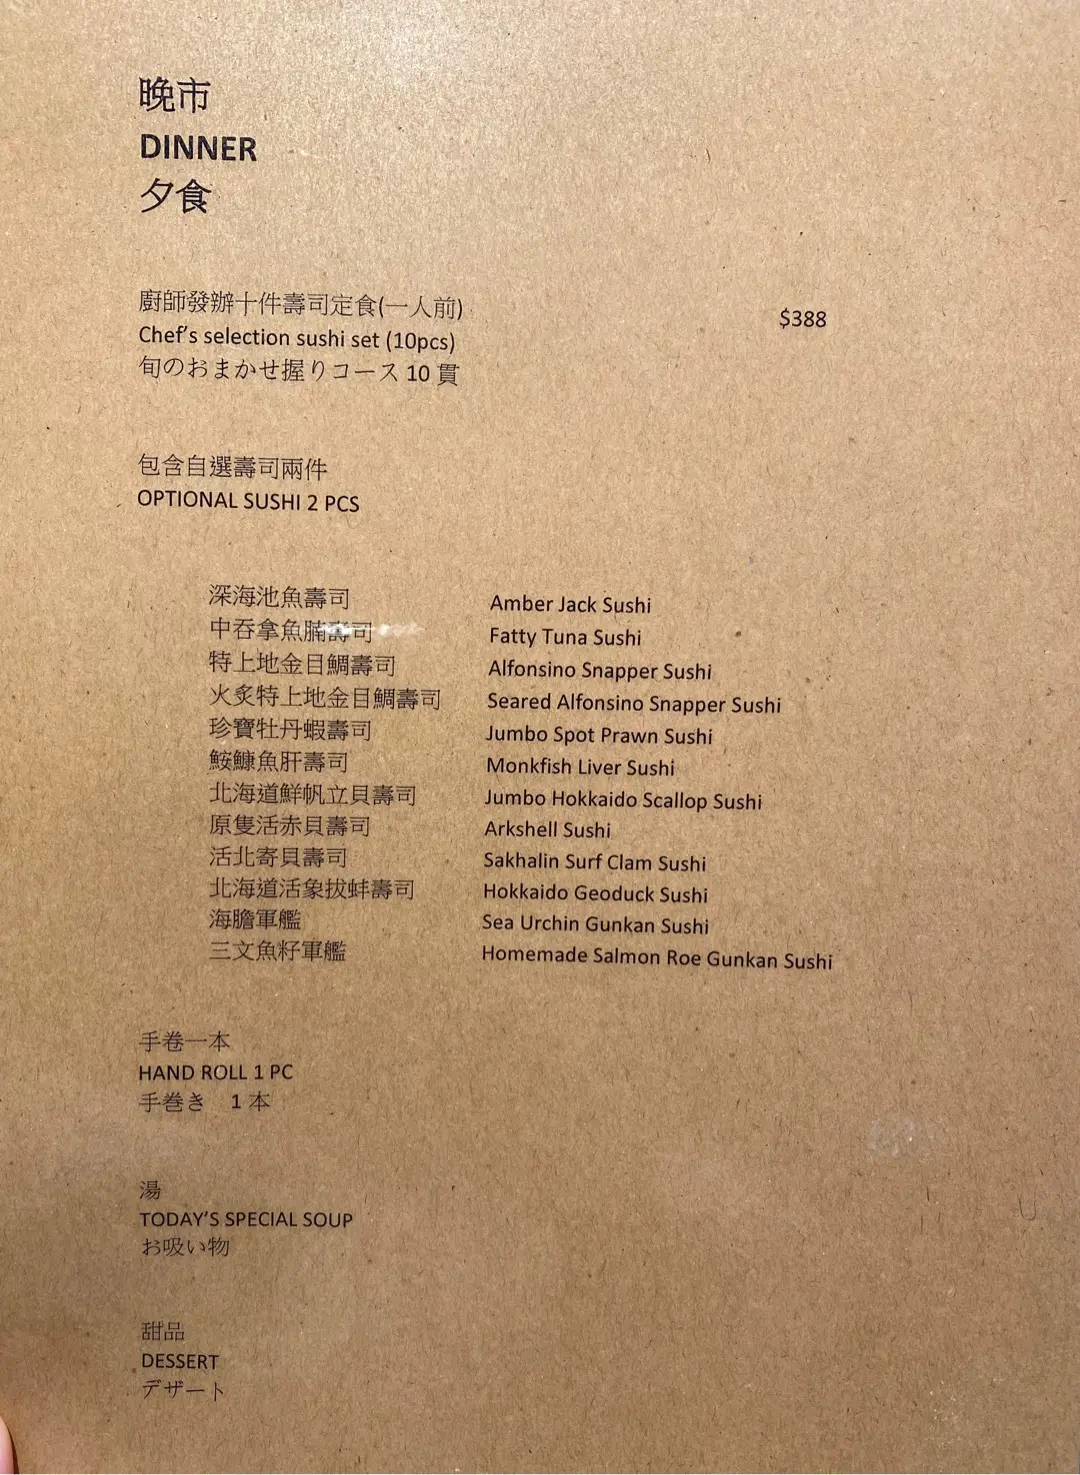 晚市
DINNER
夕食
廚師發辦十件壽司定食(一人前)
$388
Chef's selection sushi set (10pcs)
旬のおまかせ握りコース 10 貫
包含自選壽司兩件
OPTIONAL SUSHI 2 PCS
深海池魚壽司 Amber Jack Sushi
中吞拿魚腩壽司 Fatty Tuna Sushi
特上地金目鯛壽司 Alfonsino Snapper Sushi
火炙特上地金目鯛壽司 Seared Alfonsino Snapper Sushi
珍寶牡丹蝦壽司 Jumbo Spot Prawn Sushi
鮟鱇魚肝壽司 Monkfish Liver Sushi
北海道鮮帆立貝壽司 Jumbo Hokkaido Scallop Sushi
原隻活赤貝壽司 Arkshell Sushi
活北寄貝壽司 Sakhalin Surf Clam Sushi
北海道活象拔蚌壽司 Hokkaido Geoduck Sushi
海膽軍艦 Sea Urchin Gunkan Sushi
三文魚籽軍艦 Homemade Salmon Roe Gunkan Sushi
手卷一本
HAND ROLL 1 PC
手巻き 1 本
湯
TODAY'S SPECIAL SOUP
お吸い物
甜品
DESSERT
デザート